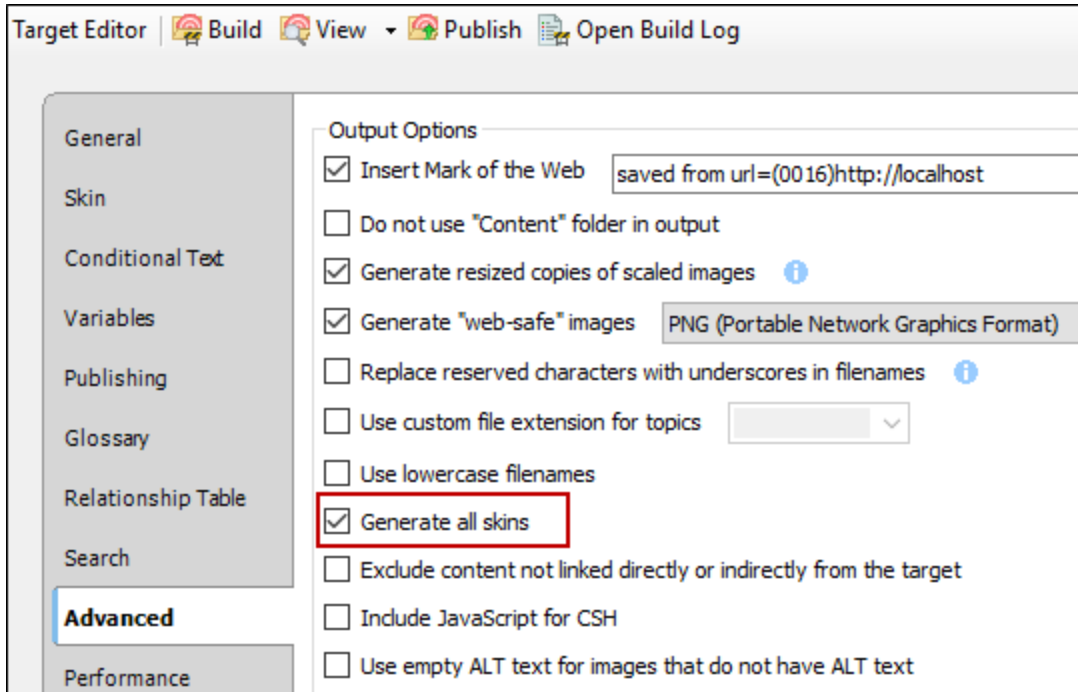 Target Editor Build View Publish Open Build Log
General
Skin
Conditional Text
Variables
Publishing
Glossary
Relationship Table
Search
Advanced
Performance
Output Options
Insert Mark of the Web saved from url=(0016)http://localhost
Do not use "Content" folder in output
Generate resized copies of scaled images
Generate "web-safe" images PNG (Portable Network Graphics Format)
Replace reserved characters with underscores in filenames
Use custom file extension for topics
Use lowercase filenames
Generate all skins
Exclude content not linked directly or indirectly from the target
Include JavaScript for CSH
Use empty ALT text for images that do not have ALT text